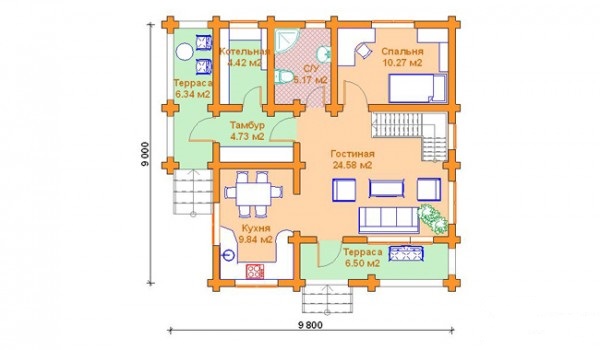 Котельная
4.42 м2
С/У
5.17 м2
Спальня
10.27 м2
Терраса
6.34 м2
Тамбур
4.73 м2
Гостиная
24.58 м2
9 000
Кухня
9.84 м2
Терраса
6.50 м2
9 800